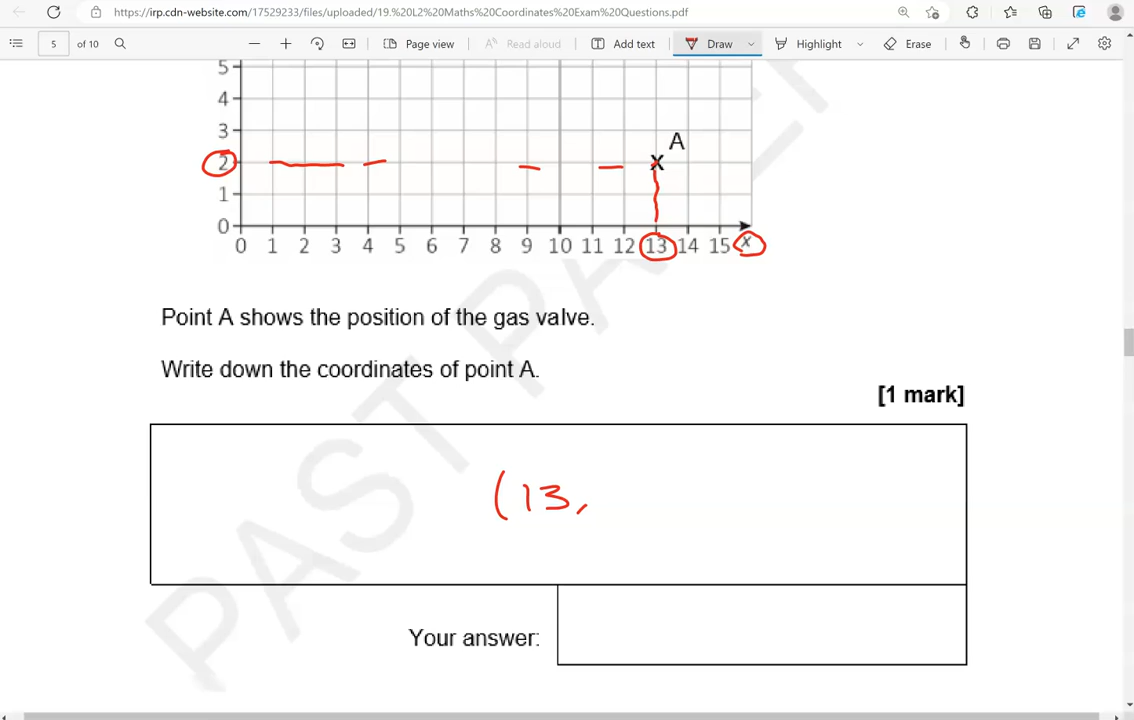 https://irp.cdn-website.com/17529233/files/uploaded/19.%20L2%20Maths%20Coordinates%20Exam%20Questions.pdf
5 of 10 Page view Read aloud Add text Draw Highlight Erase
5
4
3
A
2 x
1
0
0 1 2 3 4 5 6 7 8 9 10 11 12 13 14 15 x
Point A shows the position of the gas valve.
Write down the coordinates of point A.
[1 mark]
(13,
Your answer:
PAST PAPER